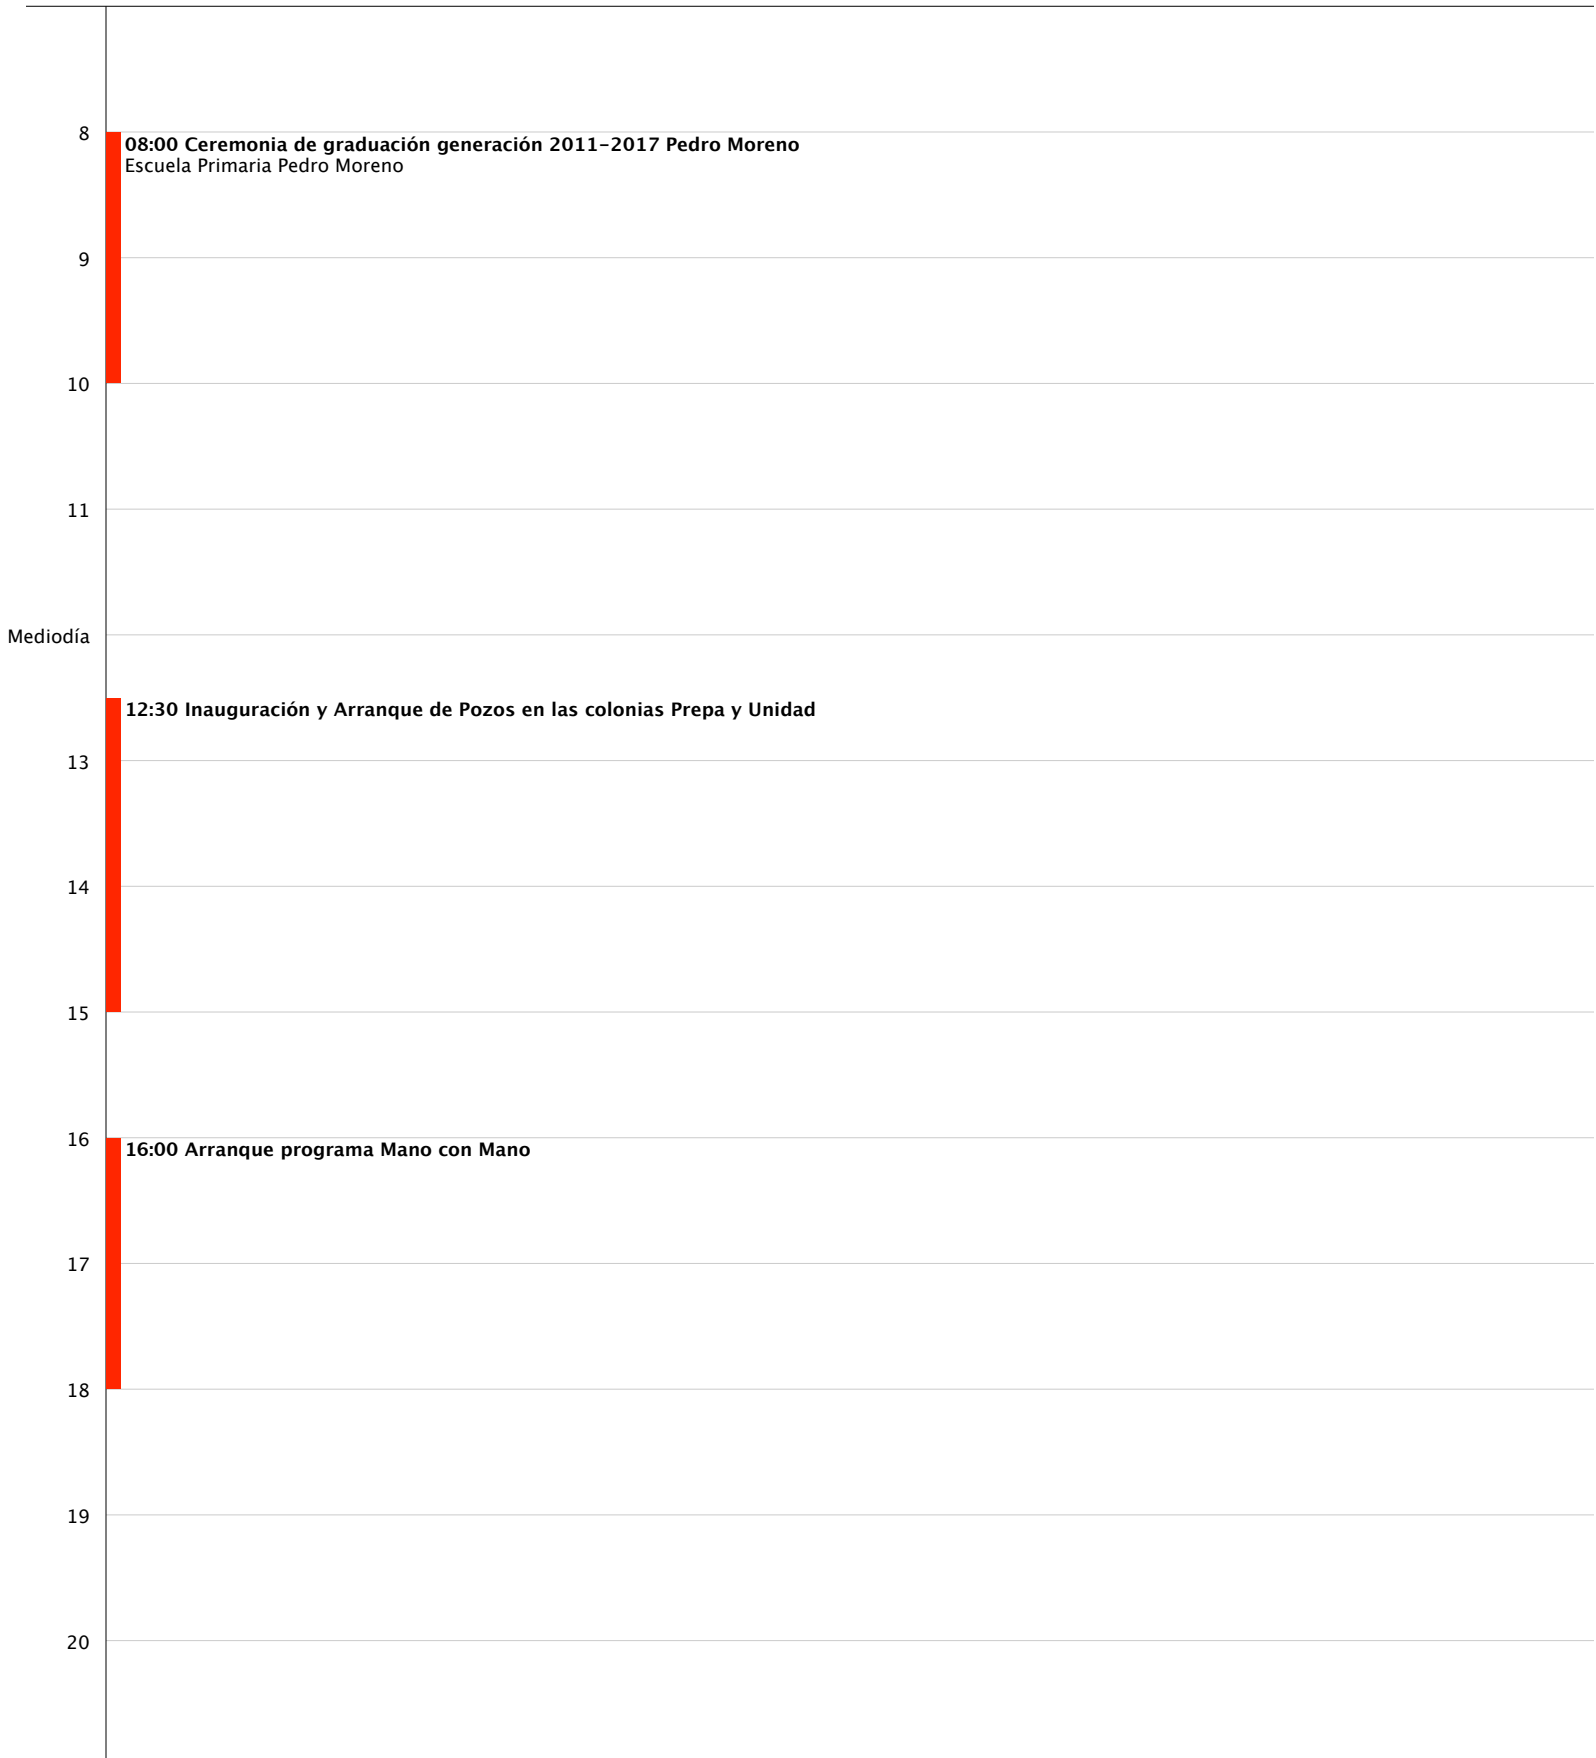 8
08:00 Ceremonia de graduación generación 2011-2017 Pedro Moreno
Escuela Primaria Pedro Moreno
9
10
11
Mediodía
12:30 Inauguración y Arranque de Pozos en las colonias Prepa y Unidad
13
14
15
16
16:00 Arranque programa Mano con Mano
17
18
19
20